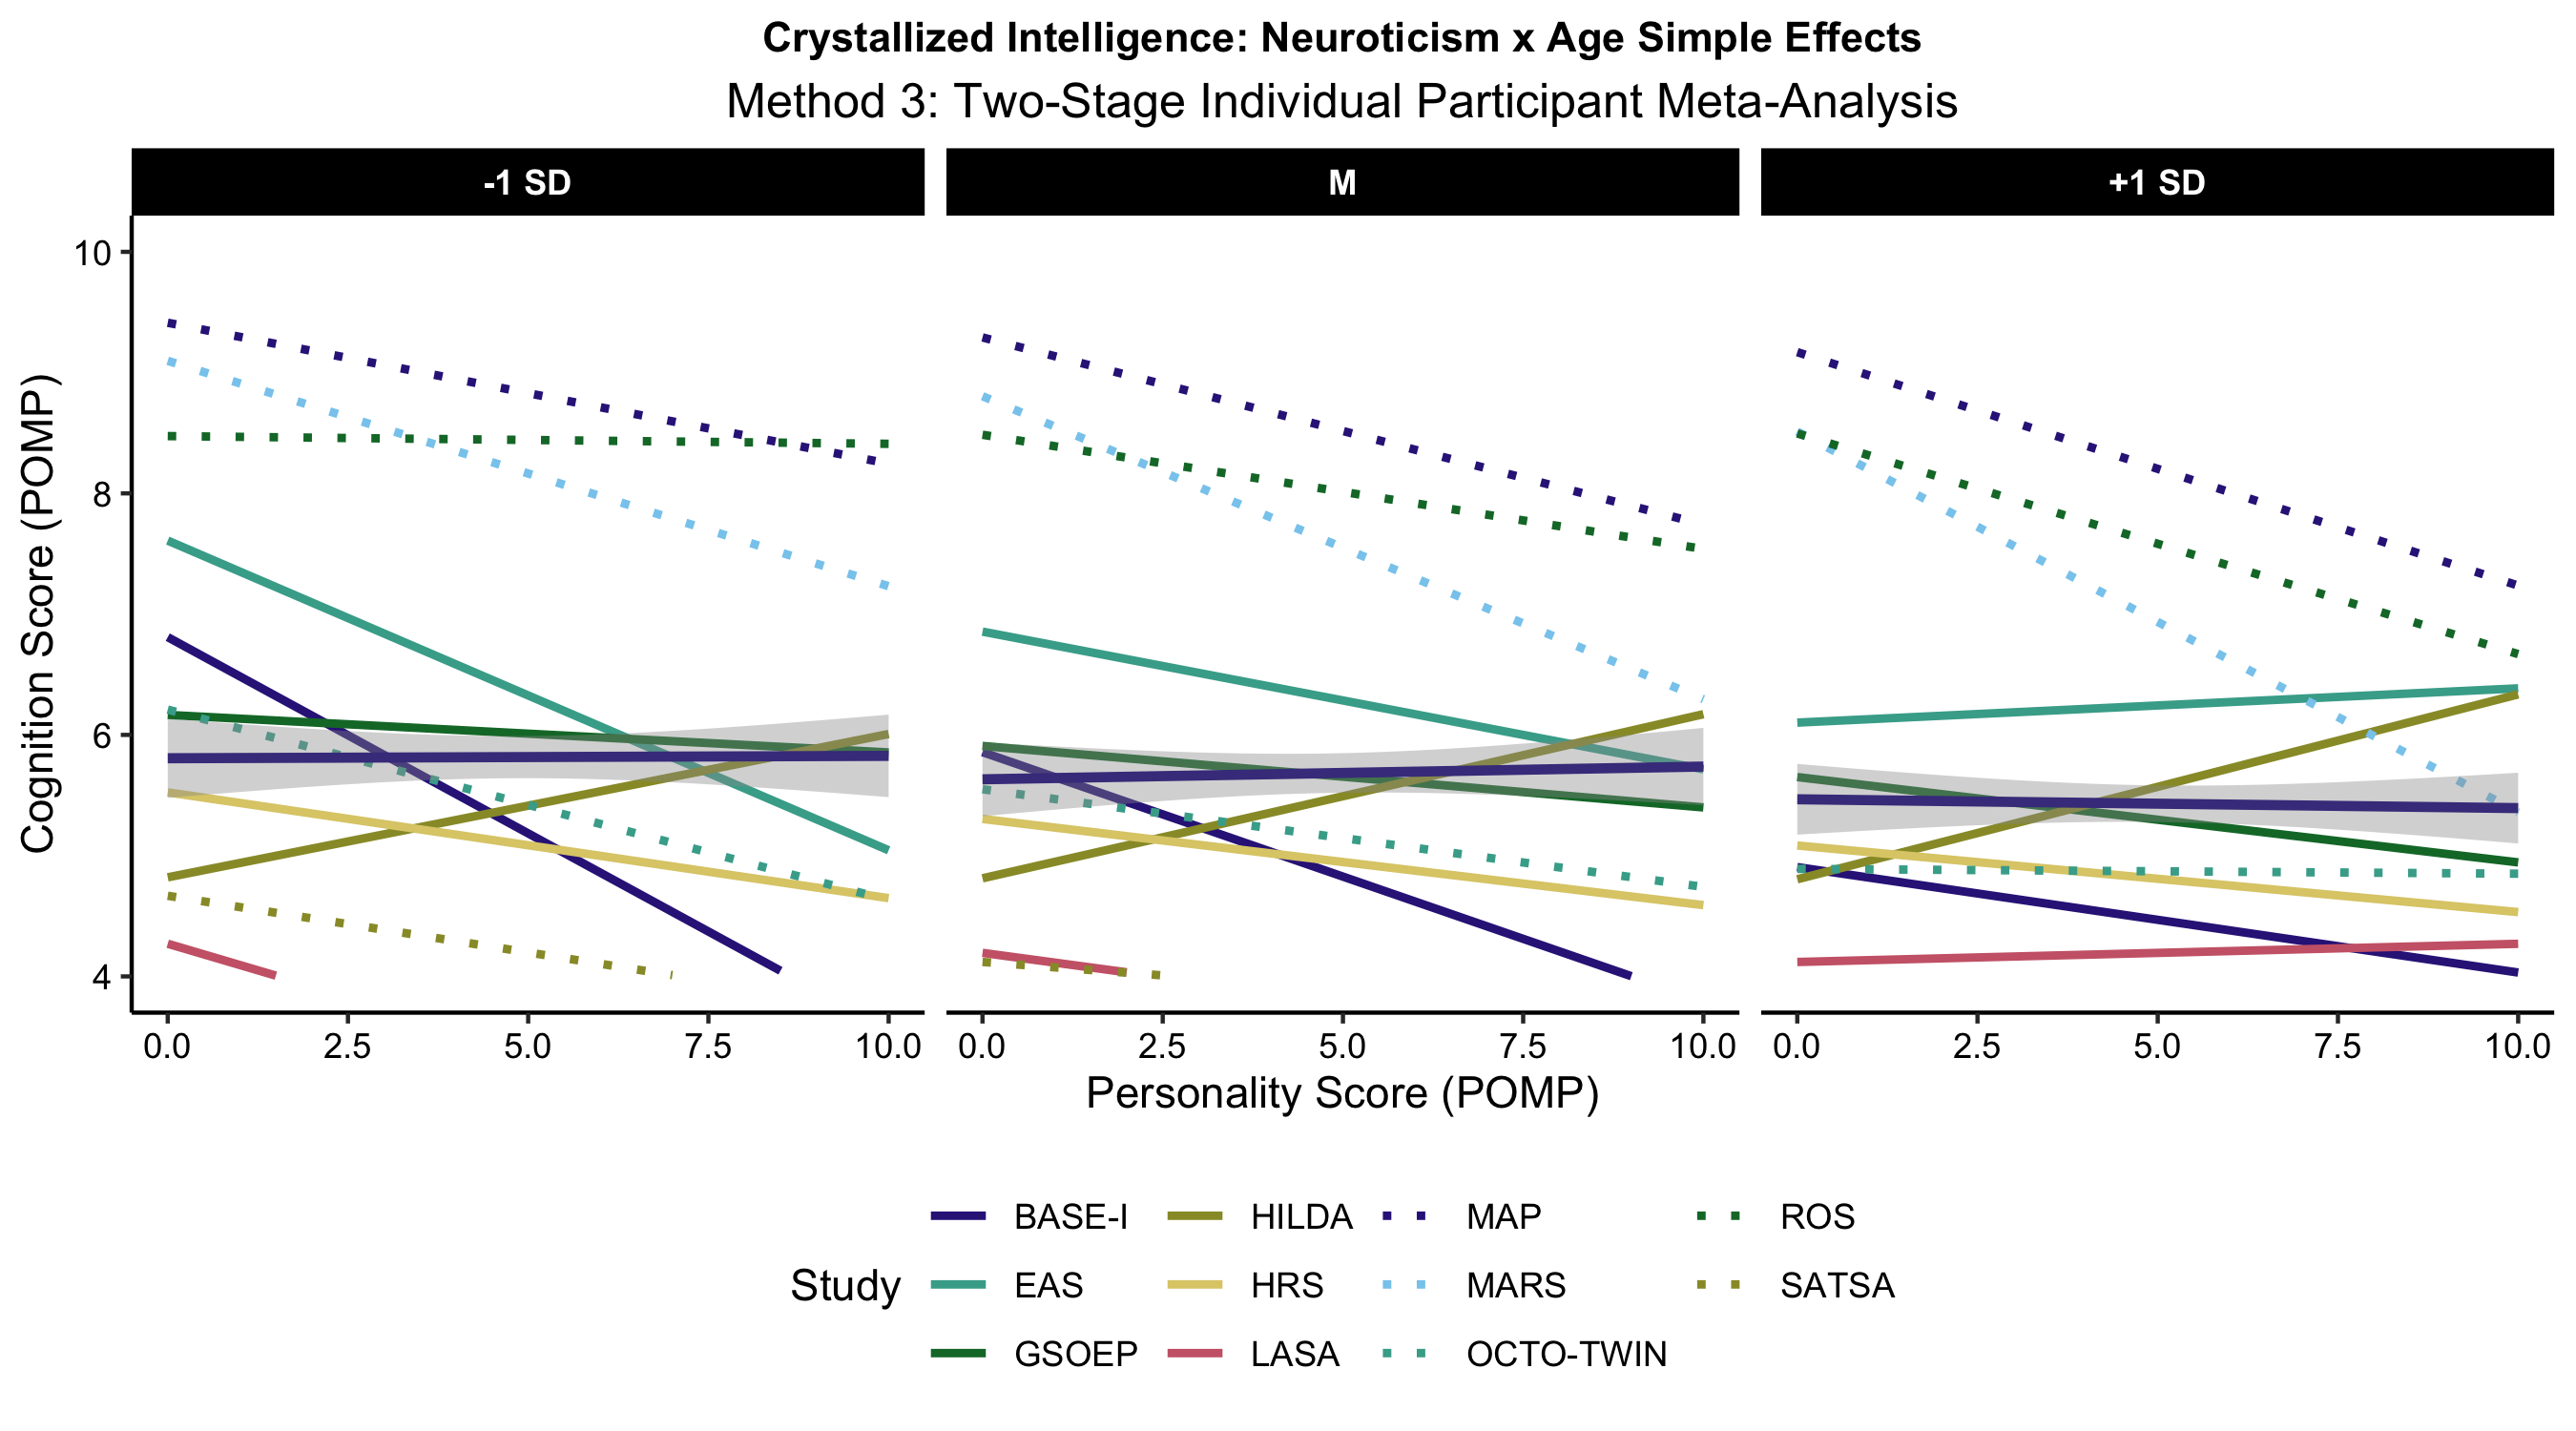 Crystallized Intelligence: Neuroticism x Age Simple Effects
Method 3: Two-Stage Individual Participant Meta-Analysis
-1 SD M +1 SD
Cognition Score (POMP)
10
8
6
4
0.0 2.5 5.0 7.5 10.0 0.0 2.5 5.0 7.5 10.0 0.0 2.5 5.0 7.5 10.0
Personality Score (POMP)
Study
BASE-I HILDA MAP ROS
EAS HRS MARS SATSA
GSOEP LASA OCTO-TWIN